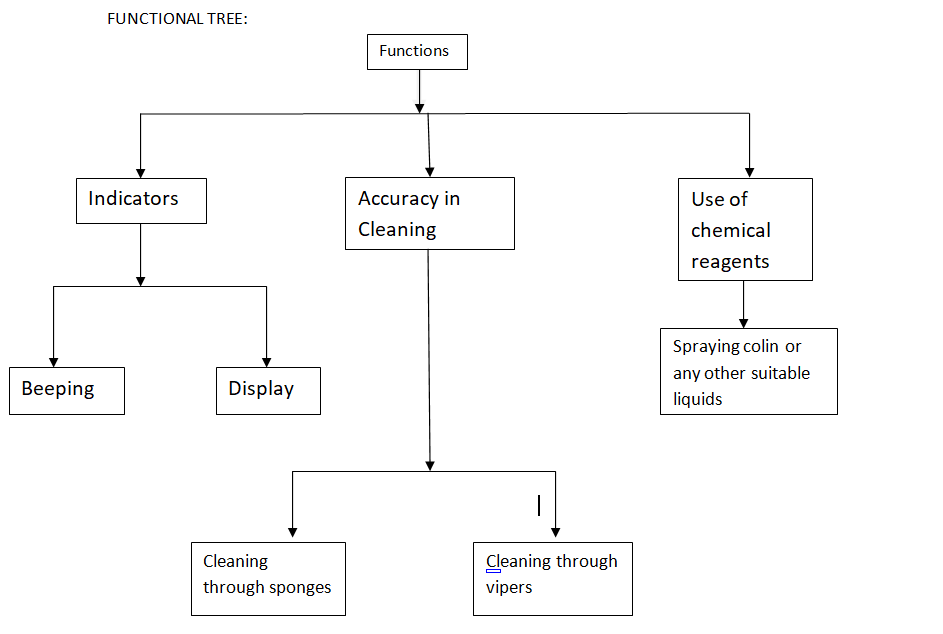 FUNCTIONAL TREE:
Functions
Indicators
Accuracy in
Cleaning
Use of
chemical
reagents
Beeping
Display
Spraying colin or
any other suitable
liquids
Cleaning
through sponges
Cleaning through
vipers